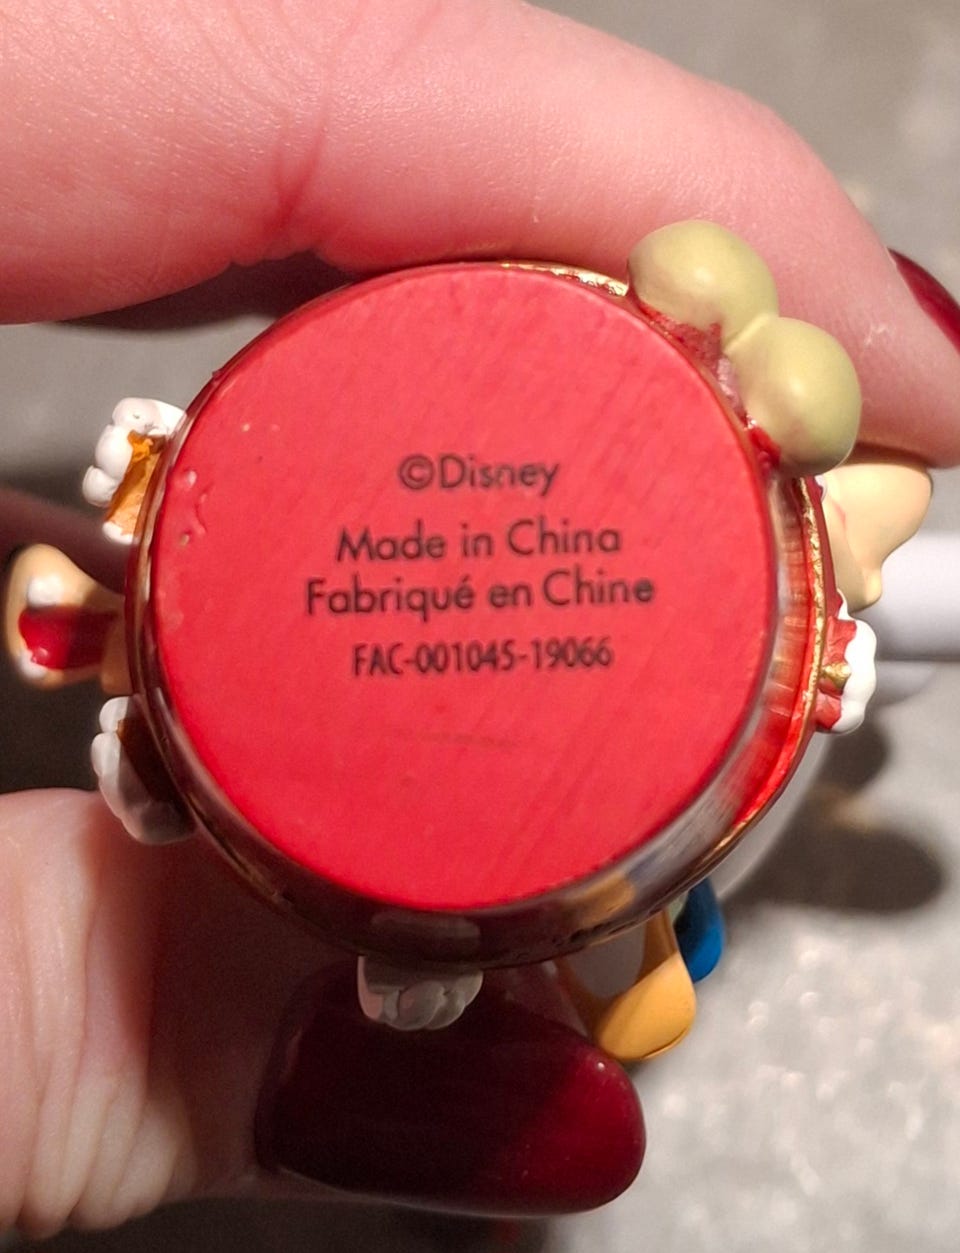 ©Disney
Made in China
Fabriqué en Chine
FAC-001045-19066